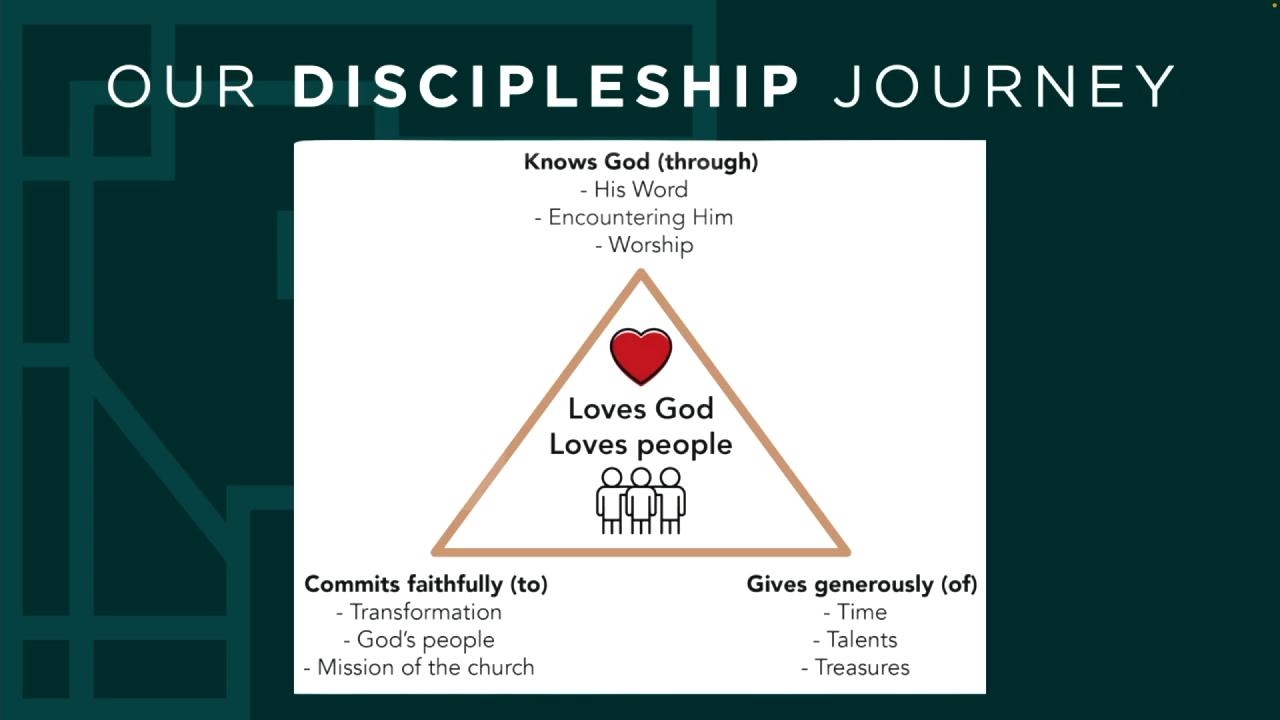 OUR DISCIPLESHIP JOURNEY
Knows God (through)
- His Word
- Encountering Him
- Worship
Loves God
Loves people
Commits faithfully (to)
- Transformation
- God’s people
- Mission of the church
Gives generously (of)
- Time
- Talents
- Treasures